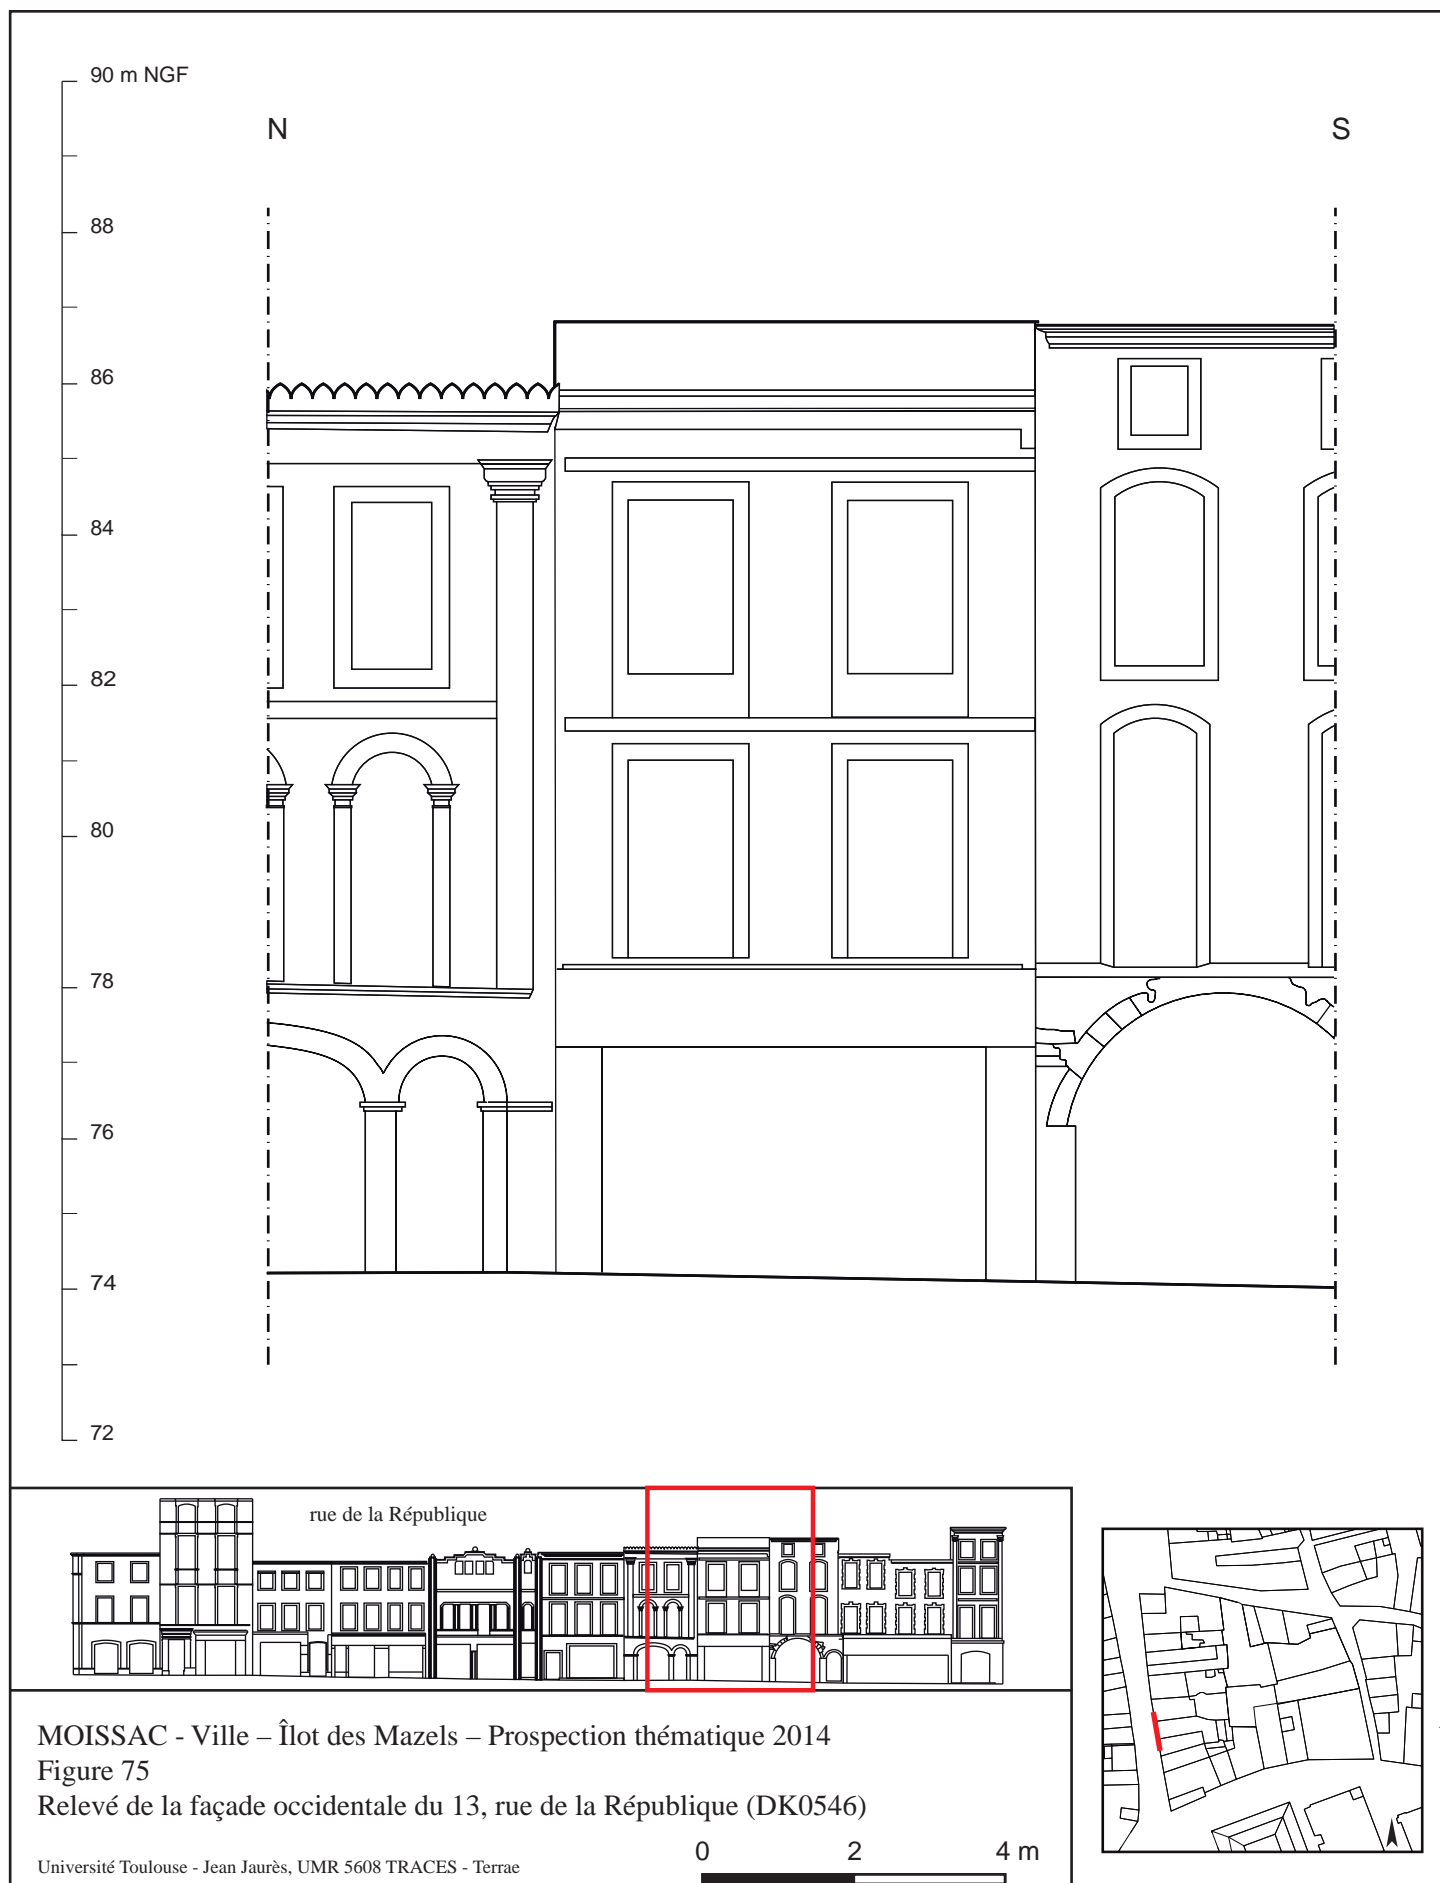 90 m NGF
N
S
88
86
84
82
80
78
76
74
72
rue de la République
MOISSAC - Ville – Îlot des Mazels – Prospection thématique 2014
Figure 75
Relevé de la façade occidentale du 13, rue de la République (DK0546)
0 2 4 m
Université Toulouse - Jean Jaurès, UMR 5608 TRACES - Terrae